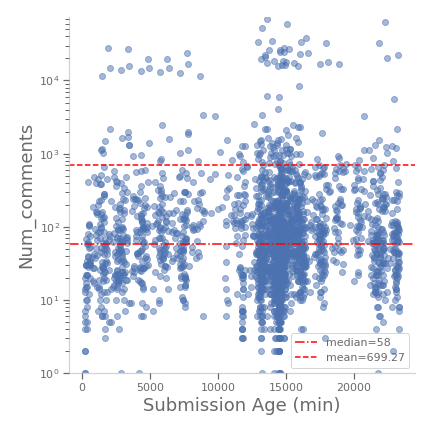 10⁴
10³
10²
10¹
10⁰
Num_comments
0 5000 10000 15000 20000
Submission Age (min)
median=58
mean=699.27